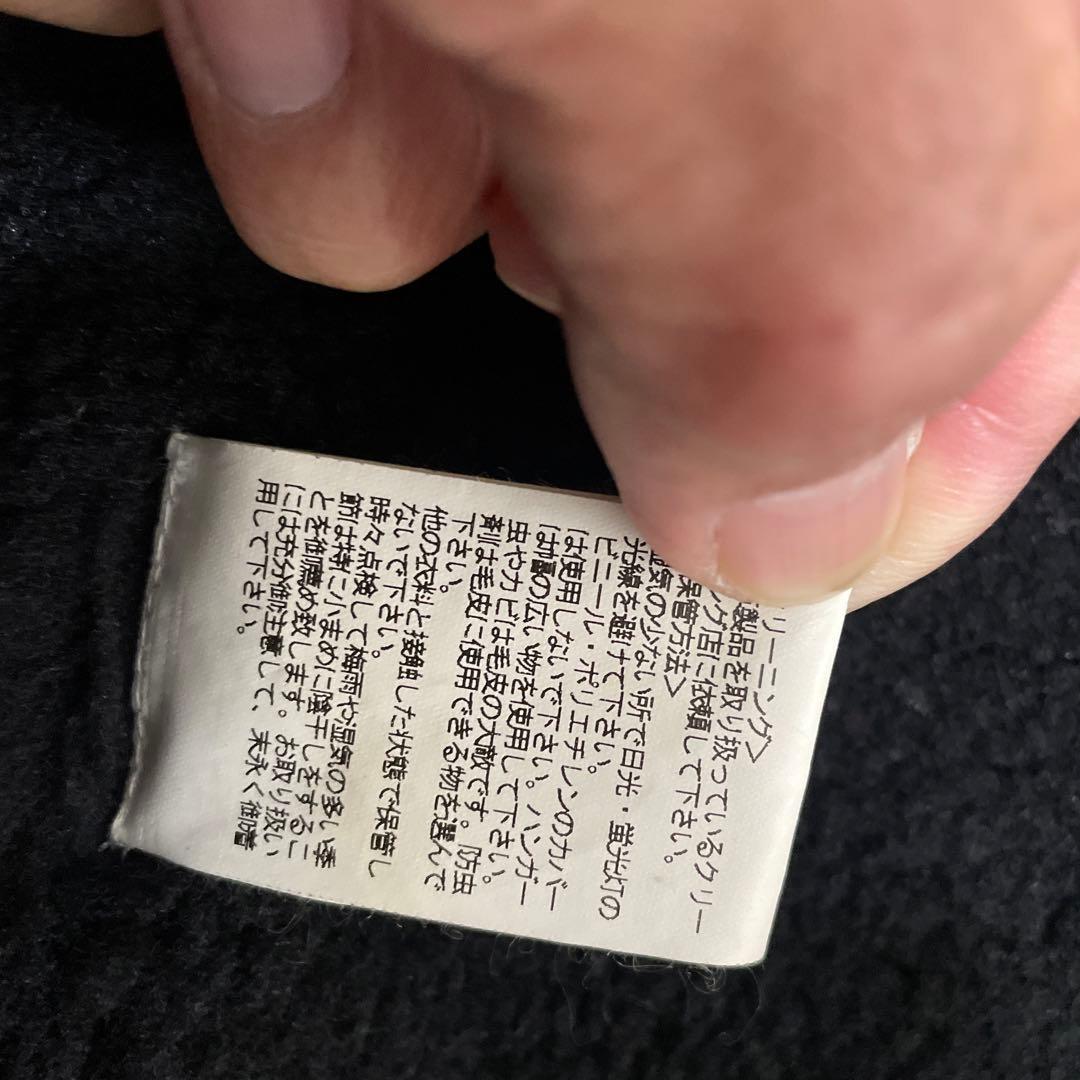 リーニング>
製品を取り扱っているクリー
ング店に依頼して下さい。
保管方法>
湿気の少ない所で日光・蛍光灯の
光線を避けて下さい。
ビニール・ポリエチレンのカバー
は使用しないで下さい。ハンガー
は幅の広い物を使用して下さい。
虫やカビは毛皮の大敵です。防虫
剤は毛皮に使用できる物を選んで
下さい。
他の衣料と接触した状態で保管し
ないで下さい。
時々点検して梅雨や湿気の多い季
節は特に小まめに陰干しをするこ
とを御薦め致します。お取り扱い
には充分御注意して、末永く御着
用して下さい。